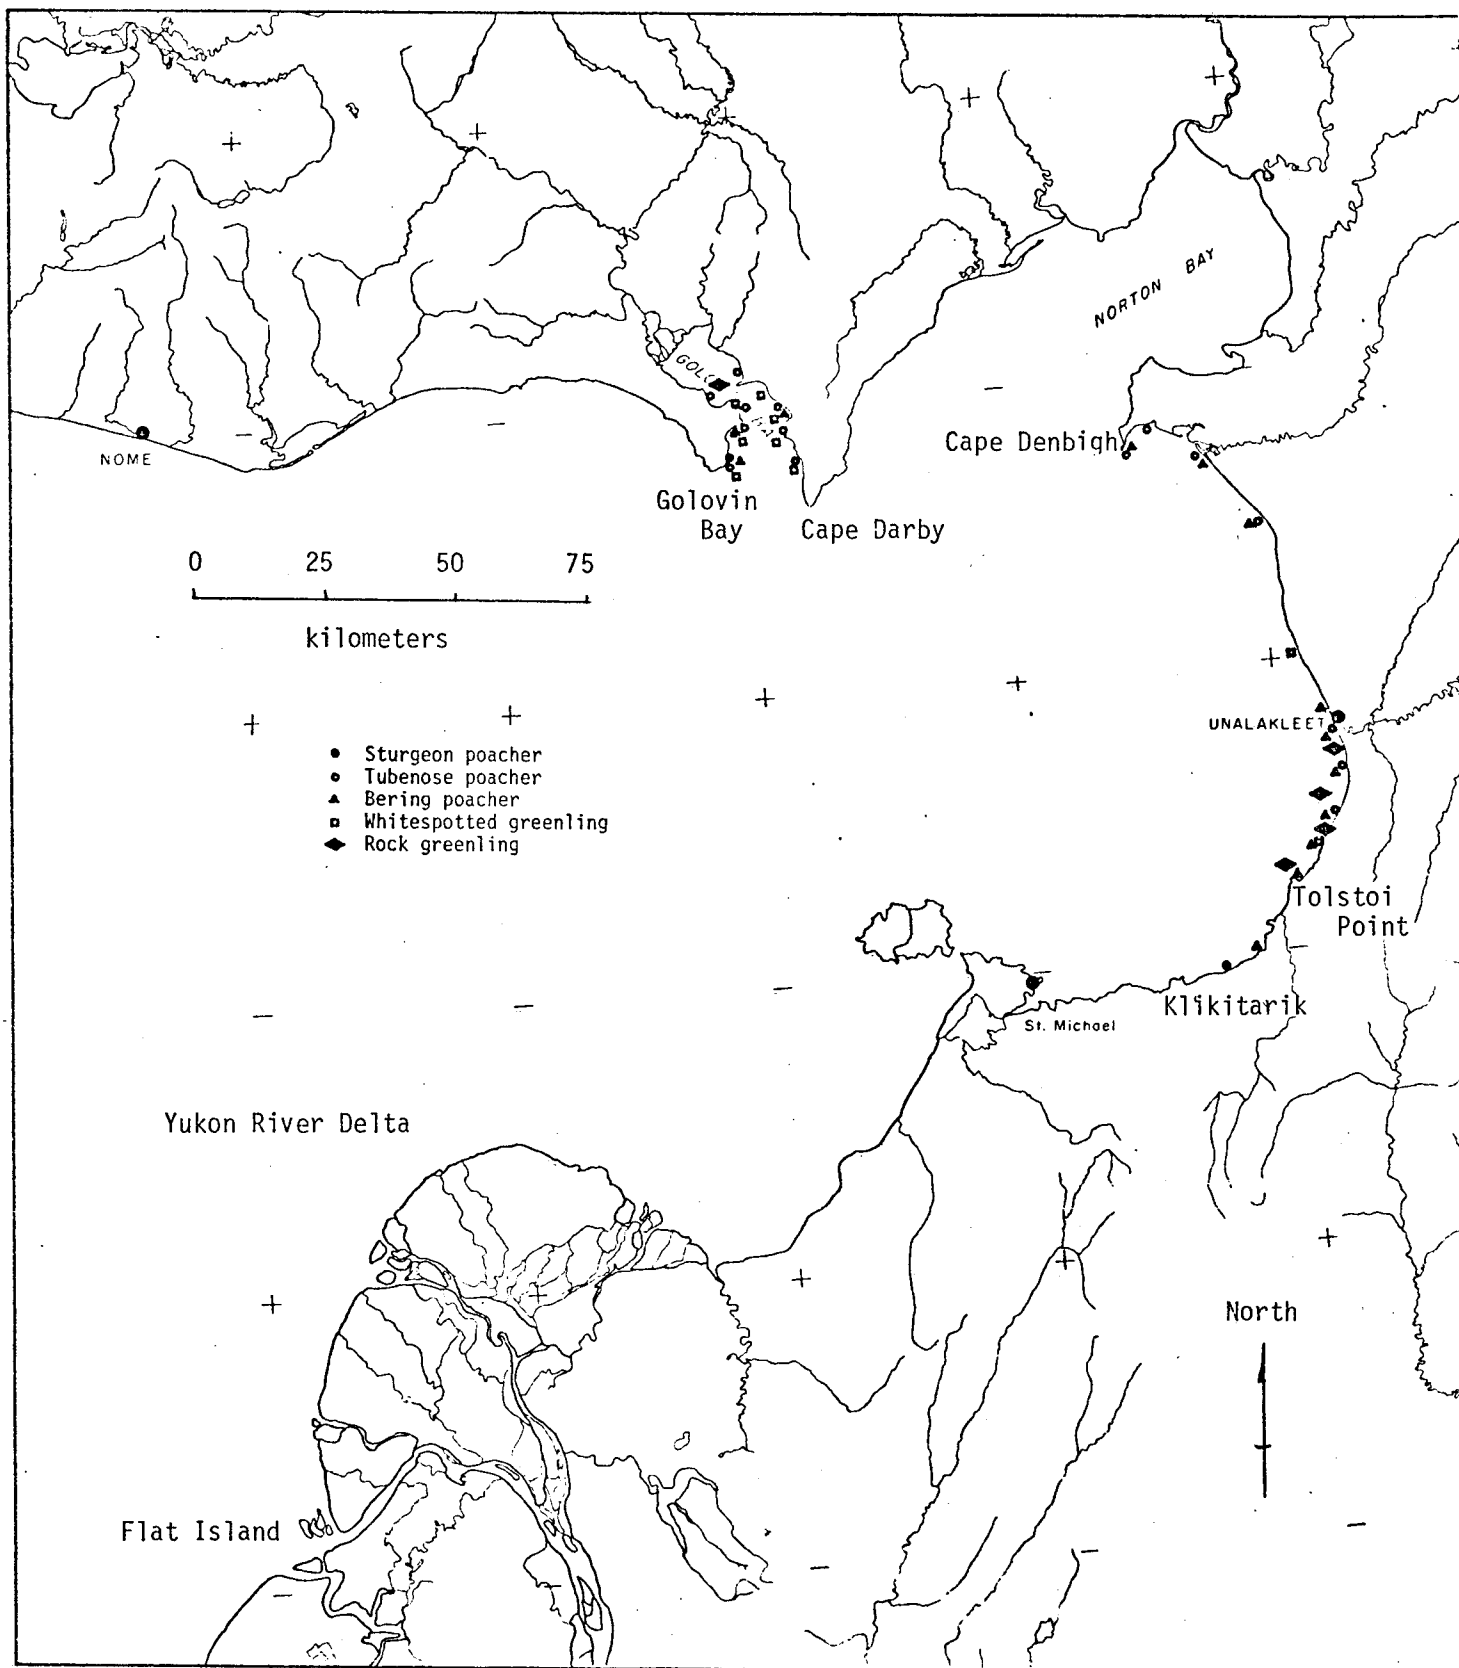 NORTON BAY
NOME
Cape Denbigh
Golovin
Bay
Cape Darby
0 25 50 75
kilometers
UNALAKLEET
Sturgeon poacher
Tubenose poacher
Bering poacher
Whitespotted greenling
Rock greenling
Tolstoi
Point
Klikitarik
St. Michael
Yukon River Delta
North
Flat Island